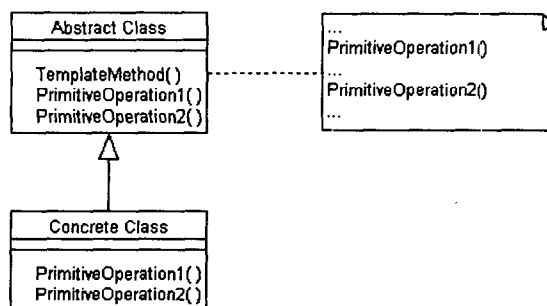 Abstract Class
TemplateMethod()
PrimitiveOperation1()
PrimitiveOperation2()
...
PrimitiveOperation1()
...
PrimitiveOperation2()
...
Concrete Class
PrimitiveOperation1()
PrimitiveOperation2()